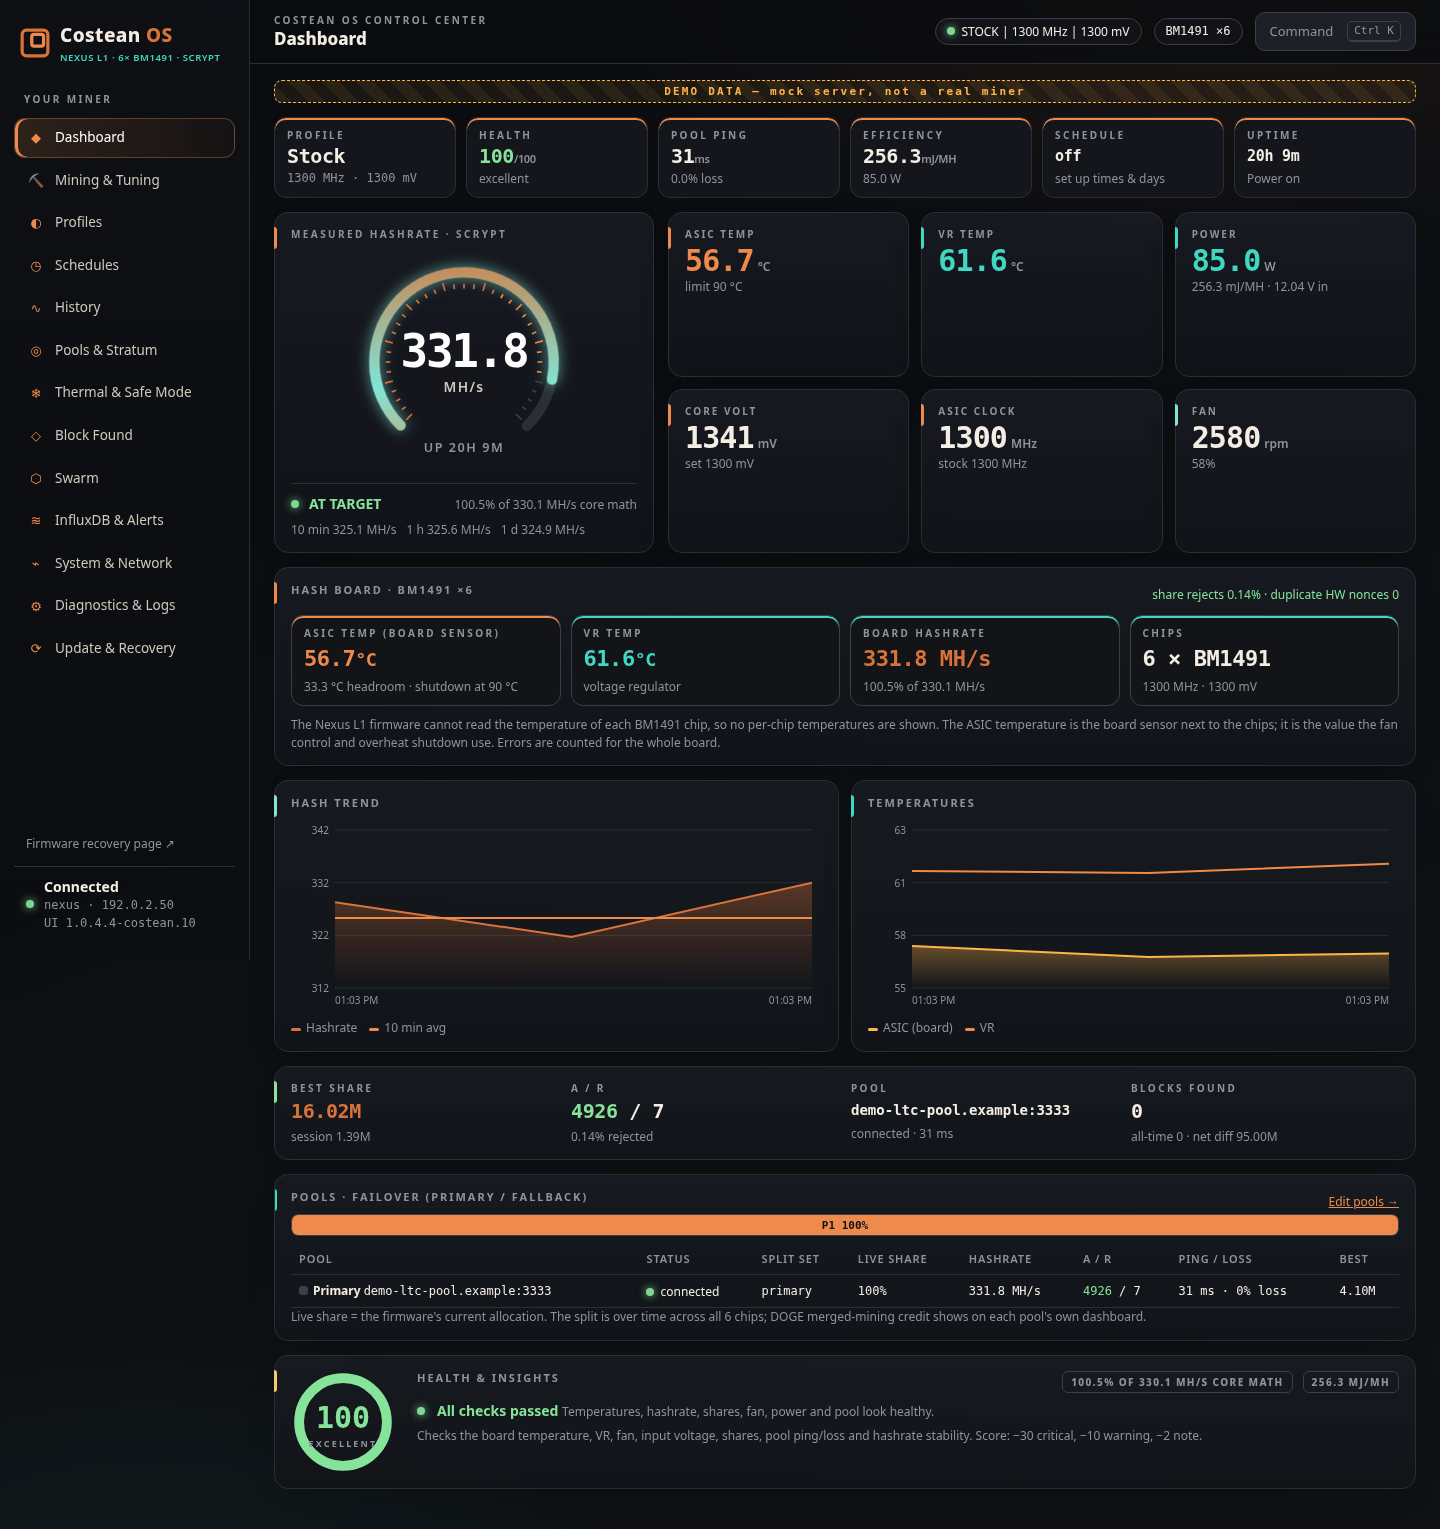 Costean OS
NEXUS L1 · 6× BM1491 · SCRYPT
YOUR MINER
Dashboard
Mining & Tuning
Profiles
Schedules
History
Pools & Stratum
Thermal & Safe Mode
Block Found
Swarm
InfluxDB & Alerts
System & Network
Diagnostics & Logs
Update & Recovery
Firmware recovery page ↗
Connected
nexus · 192.0.2.50
UI 1.0.4.4-costean.10
COSTEAN OS CONTROL CENTER
Dashboard
STOCK | 1300 MHz | 1300 mV
BM1491 ×6
Command Ctrl K
DEMO DATA — mock server, not a real miner
PROFILE
Stock
1300 MHz · 1300 mV
HEALTH
100/100
excellent
POOL PING
31ms
0.0% loss
EFFICIENCY
256.3mJ/MH
85.0 W
SCHEDULE
off
set up times & days
UPTIME
20h 9m
Power on
MEASURED HASHRATE · SCRYPT
331.8
MH/s
UP 20H 9M
AT TARGET 100.5% of 330.1 MH/s core math
10 min 325.1 MH/s 1 h 325.6 MH/s 1 d 324.9 MH/s
ASIC TEMP
56.7 °C
limit 90 °C
VR TEMP
61.6 °C
POWER
85.0 W
256.3 mJ/MH · 12.04 V in
CORE VOLT
1341 mV
set 1300 mV
ASIC CLOCK
1300 MHz
stock 1300 MHz
FAN
2580 rpm
58%
HASH BOARD · BM1491 ×6
share rejects 0.14% · duplicate HW nonces 0
ASIC TEMP (BOARD SENSOR)
56.7°C
33.3 °C headroom · shutdown at 90 °C
VR TEMP
61.6°C
voltage regulator
BOARD HASHRATE
331.8 MH/s
100.5% of 330.1 MH/s
CHIPS
6 × BM1491
1300 MHz · 1300 mV
The Nexus L1 firmware cannot read the temperature of each BM1491 chip, so no per-chip temperatures are shown. The ASIC temperature is the board sensor next to the chips; it is the value the fan
control and overheat shutdown use. Errors are counted for the whole board.
HASH TREND
342
332
322
312
01:03 PM 01:03 PM
Hashrate 10 min avg
TEMPERATURES
63
61
58
55
01:03 PM 01:03 PM
ASIC (board) VR
BEST SHARE
16.02M
session 1.39M
A / R
4926 / 7
0.14% rejected
POOL
demo-ltc-pool.example:3333
connected · 31 ms
BLOCKS FOUND
0
all-time 0 · net diff 95.00M
POOLS · FAILOVER (PRIMARY / FALLBACK)
Edit pools →
P1 100%
POOL STATUS SPLIT SET LIVE SHARE HASHRATE A / R PING / LOSS BEST
Primary demo-ltc-pool.example:3333 connected primary 100% 331.8 MH/s 4926 / 7 31 ms · 0% loss 4.10M
Live share = the firmware's current allocation. The split is over time across all 6 chips; DOGE merged-mining credit shows on each pool's own dashboard.
100
EXCELLENT
HEALTH & INSIGHTS
100.5% OF 330.1 MH/S CORE MATH 256.3 MJ/MH
All checks passed Temperatures, hashrate, shares, fan, power and pool look healthy.
Checks the board temperature, VR, fan, input voltage, shares, pool ping/loss and hashrate stability. Score: −30 critical, −10 warning, −2 note.